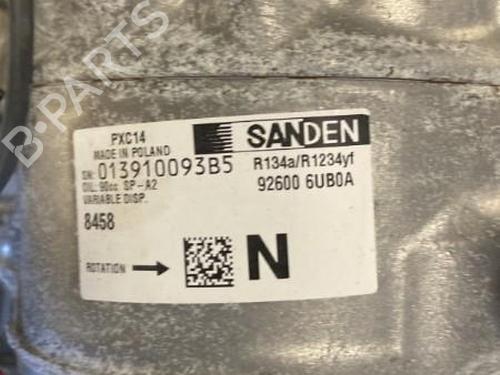 B-PARTS
PXC14
MADE IN POLAND
SANDEN
SN: 013910093B5
R134a/R1234yf
OIL: 90cc SP-A2
92600 6UB0A
VARIABLE DISP.
8458
ROTATION
N